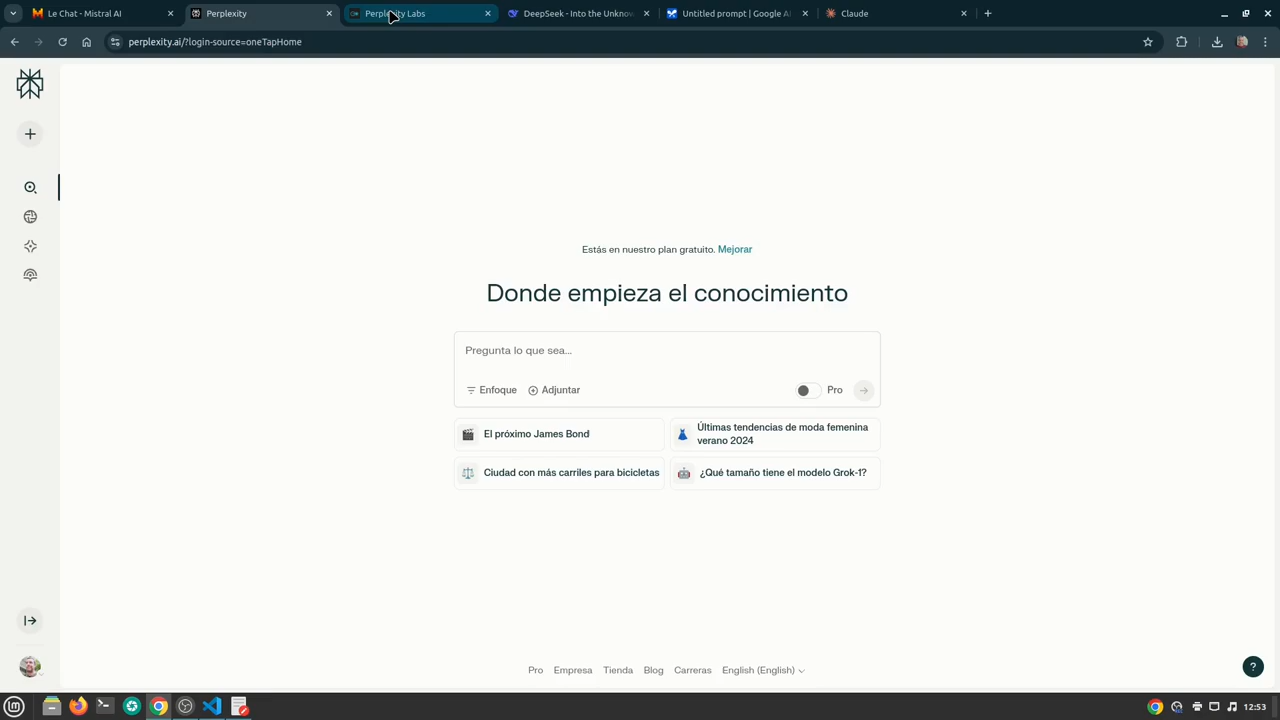 Le Chat - Mistral AI
Perplexity
Perplexity Labs
DeepSeek - Into the Unknow
Untitled prompt | Google AI
Claude
perplexity.ai/?login-source=oneTapHome
Estás en nuestro plan gratuito. Mejorar
Donde empieza el conocimiento
Pregunta lo que sea...
Enfoque
Adjuntar
Pro
El próximo James Bond
Últimas tendencias de moda femenina
verano 2024
Ciudad con más carriles para bicicletas
¿Qué tamaño tiene el modelo Grok-1?
Pro
Empresa
Tienda
Blog
Carreras
English (English)
?
12:53